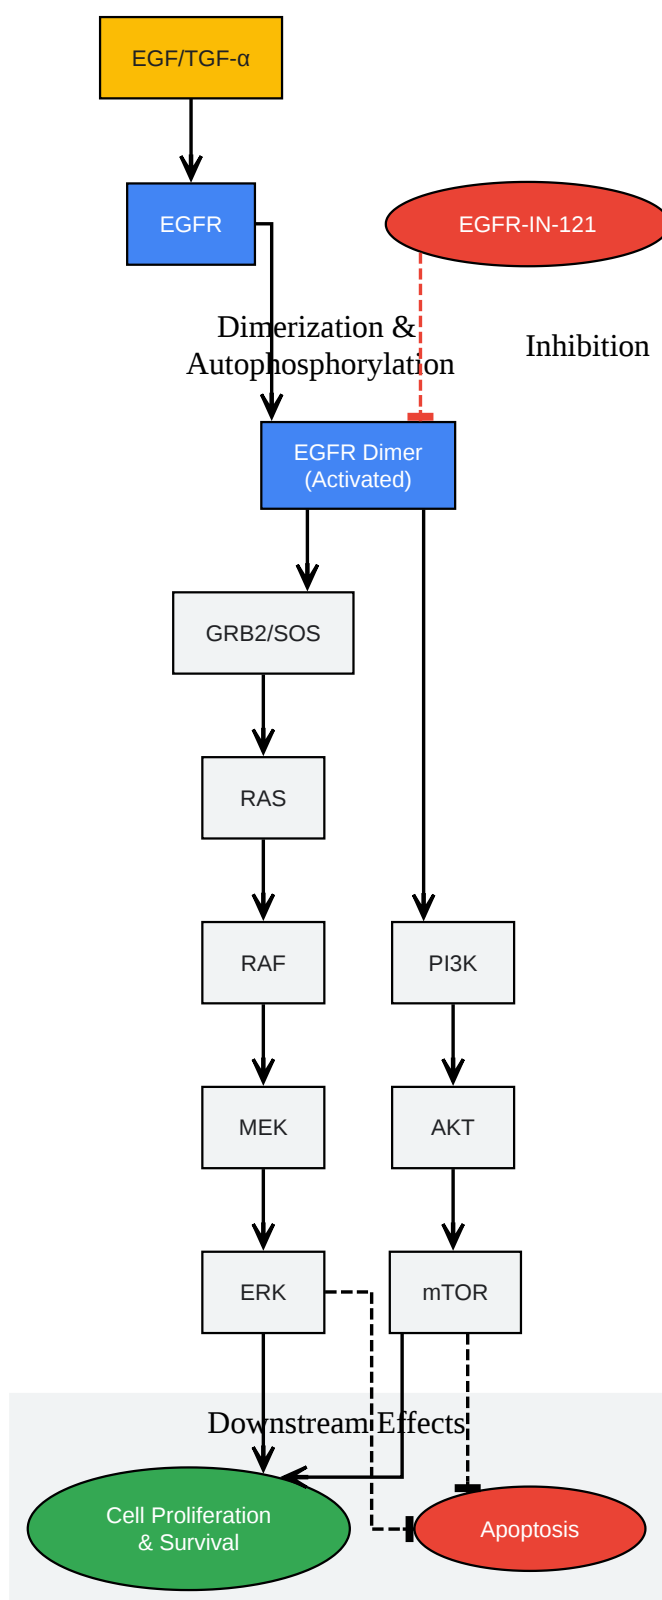 EGF/TGF-α
EGFR
EGFR-IN-121
Dimerization &
Autophosphorylation
Inhibition
EGFR Dimer
(Activated)
GRB2/SOS
RAS
RAF
PI3K
MEK
AKT
ERK
mTOR
Downstream Effects
Cell Proliferation
& Survival
Apoptosis